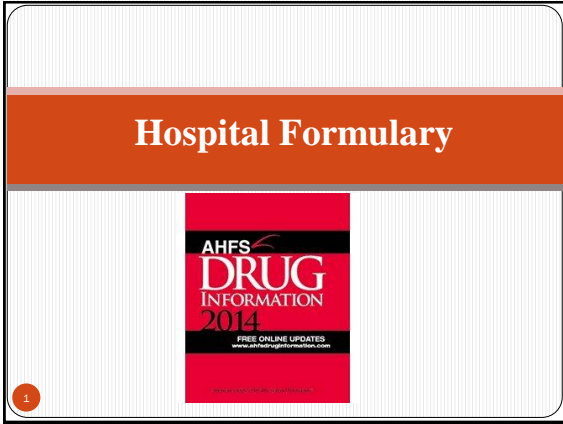 Hospital Formulary
AHFS
DRUG
INFORMATION
2014
FREE ONLINE UPDATES
www.ahfsdruginformation.com
1